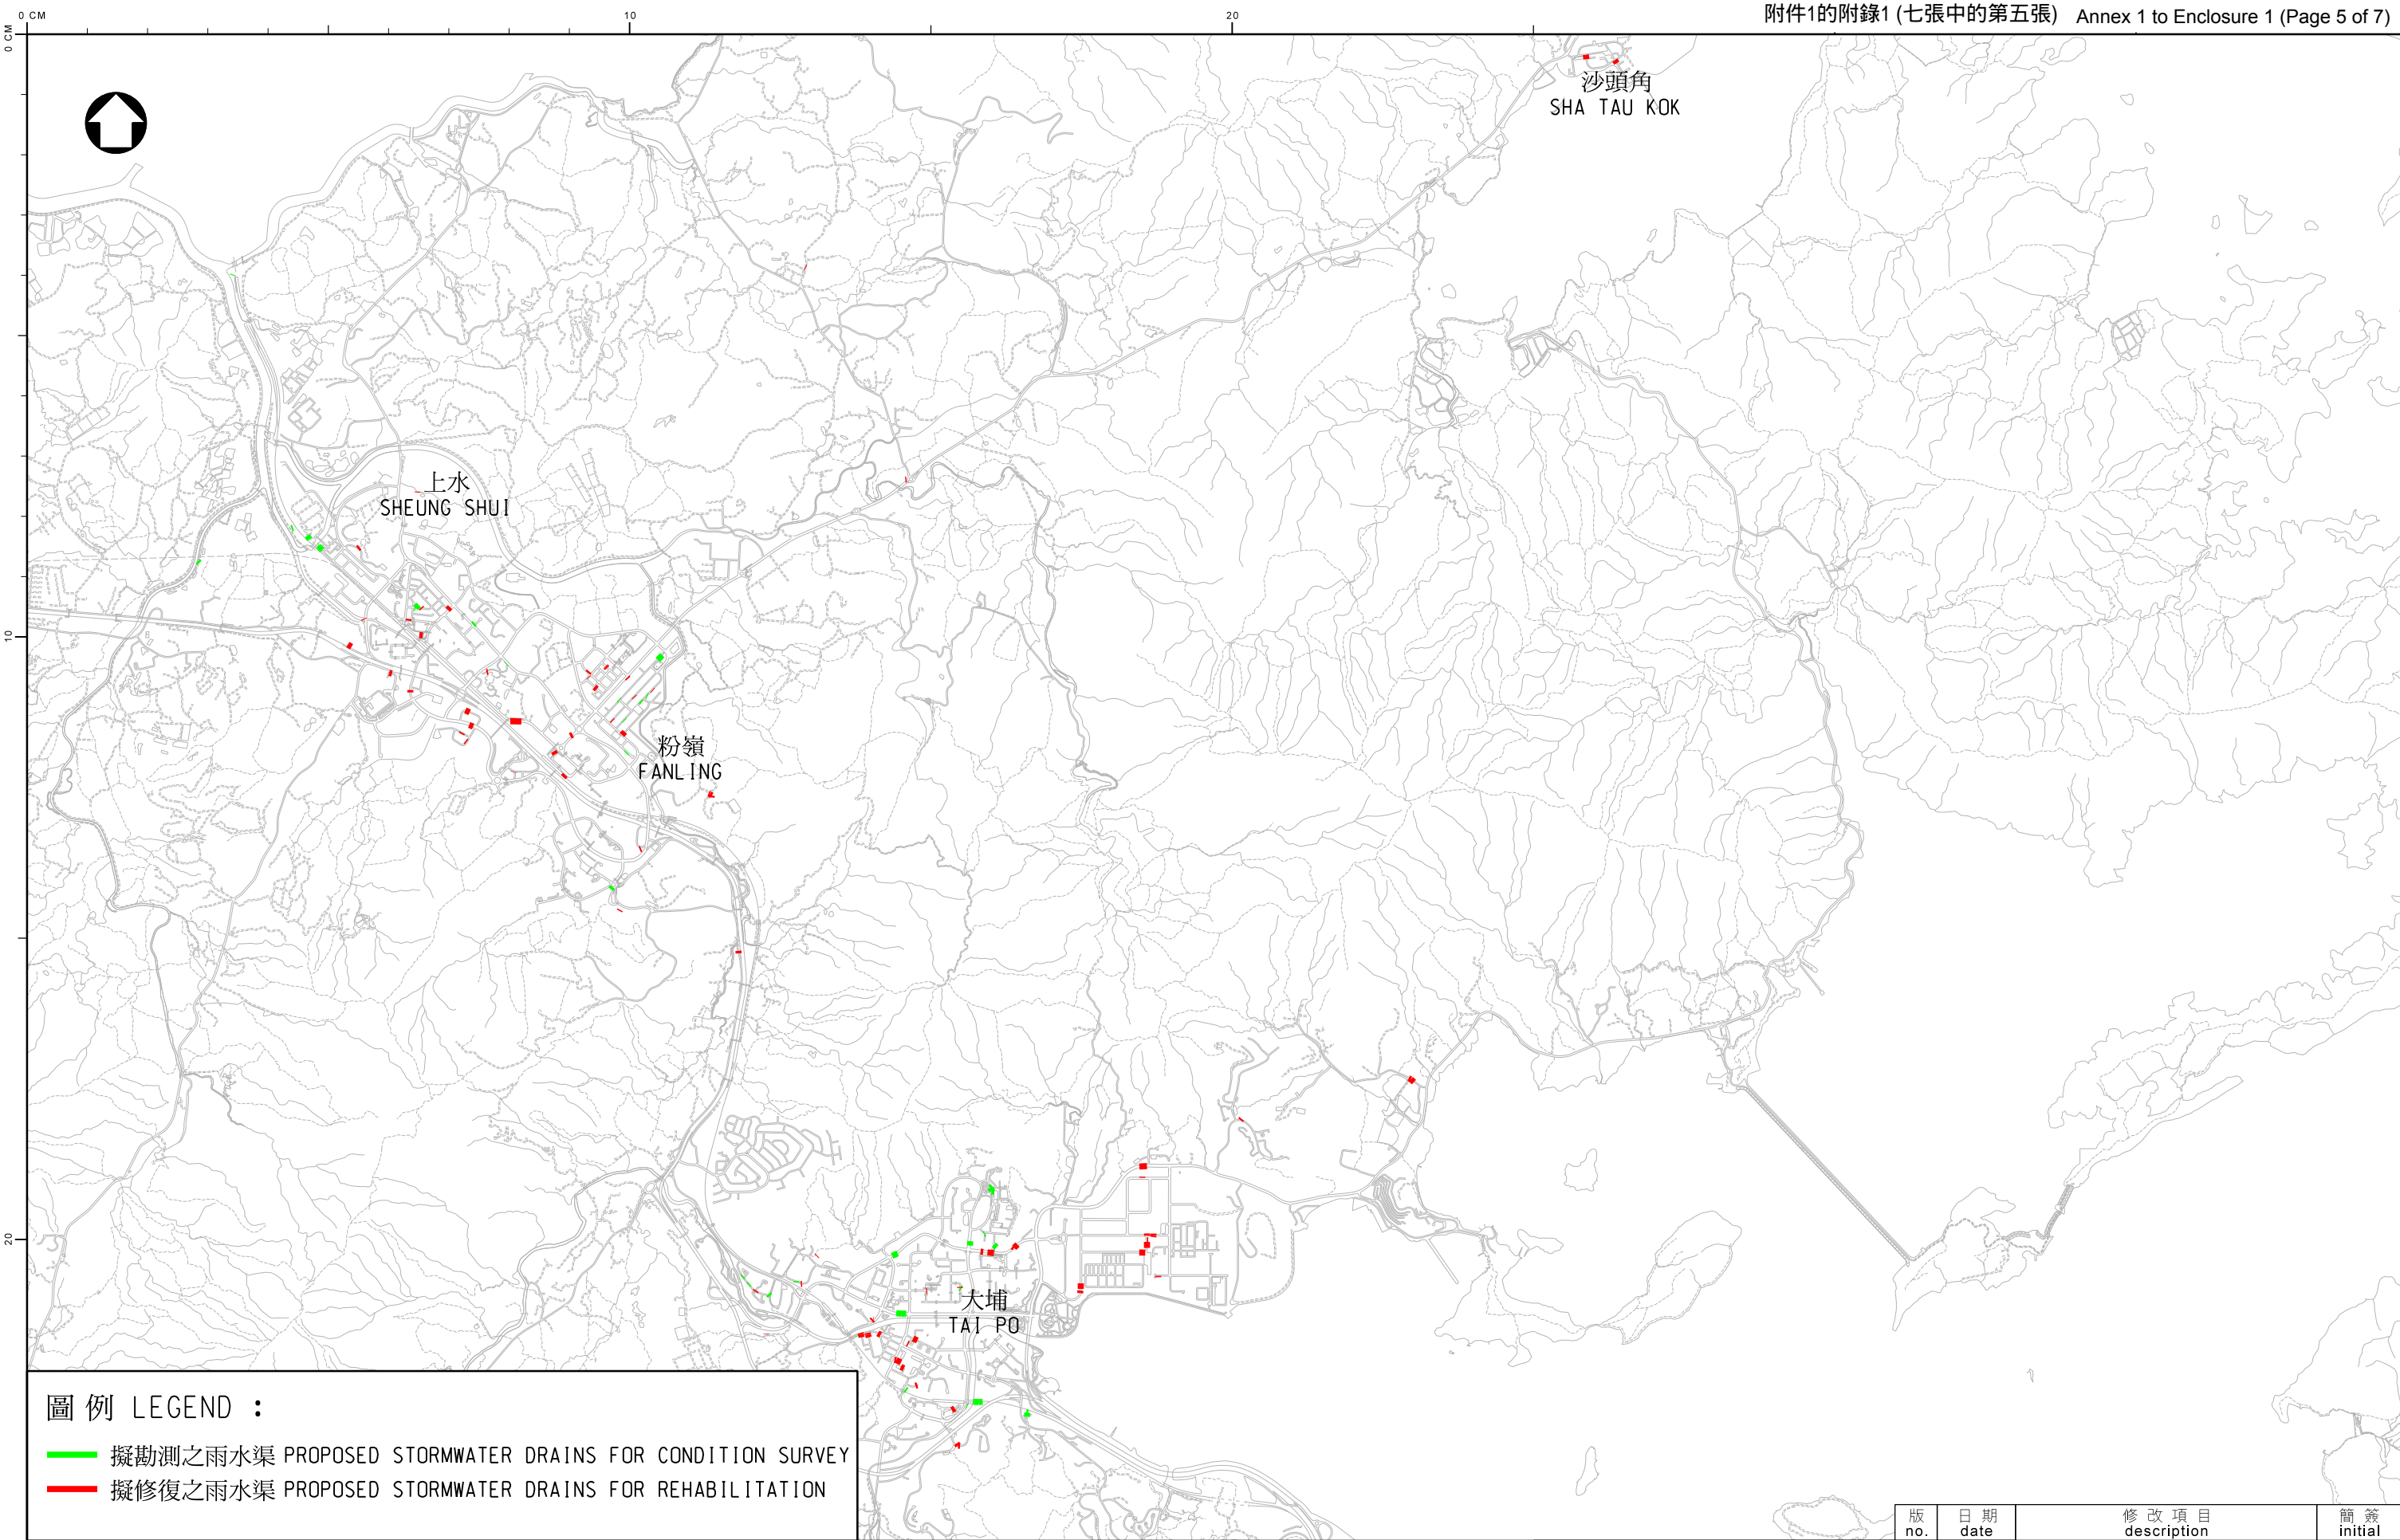 附件1的附錄1 (七張中的第五張) Annex 1 to Enclosure 1 (Page 5 of 7)
0 CM 10 20
0 CM
沙頭角
SHA TAU KOK
上水
SHEUNG SHUI
10
粉嶺
FANLING
20
大埔
TAI PO
圖例 LEGEND :
擬勘測之雨水渠 PROPOSED STORMWATER DRAINS FOR CONDITION SURVEY
擬修復之雨水渠 PROPOSED STORMWATER DRAINS FOR REHABILITATION
版 日期 修改項目 簡簽
no. date description initial